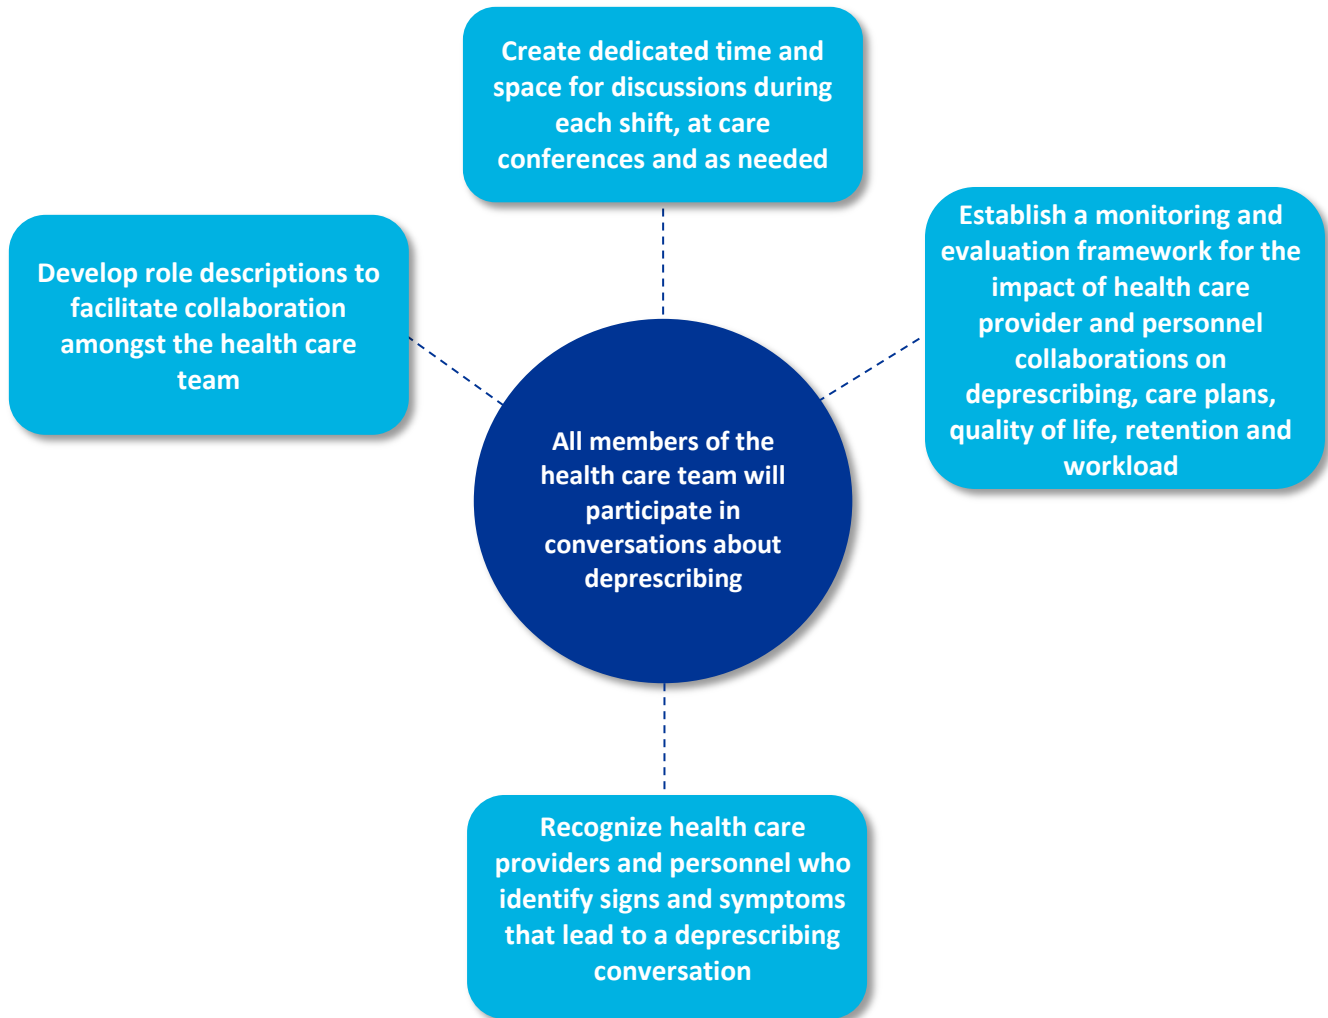 Create dedicated time and
space for discussions during
each shift, at care
conferences and as needed
Develop role descriptions to
facilitate collaboration
amongst the health care
team
Establish a monitoring and
evaluation framework for the
impact of health care
provider and personnel
collaborations on
deprescribing, care plans,
quality of life, retention and
workload
All members of the
health care team will
participate in
conversations about
deprescribing
Recognize health care
providers and personnel who
identify signs and symptoms
that lead to a deprescribing
conversation